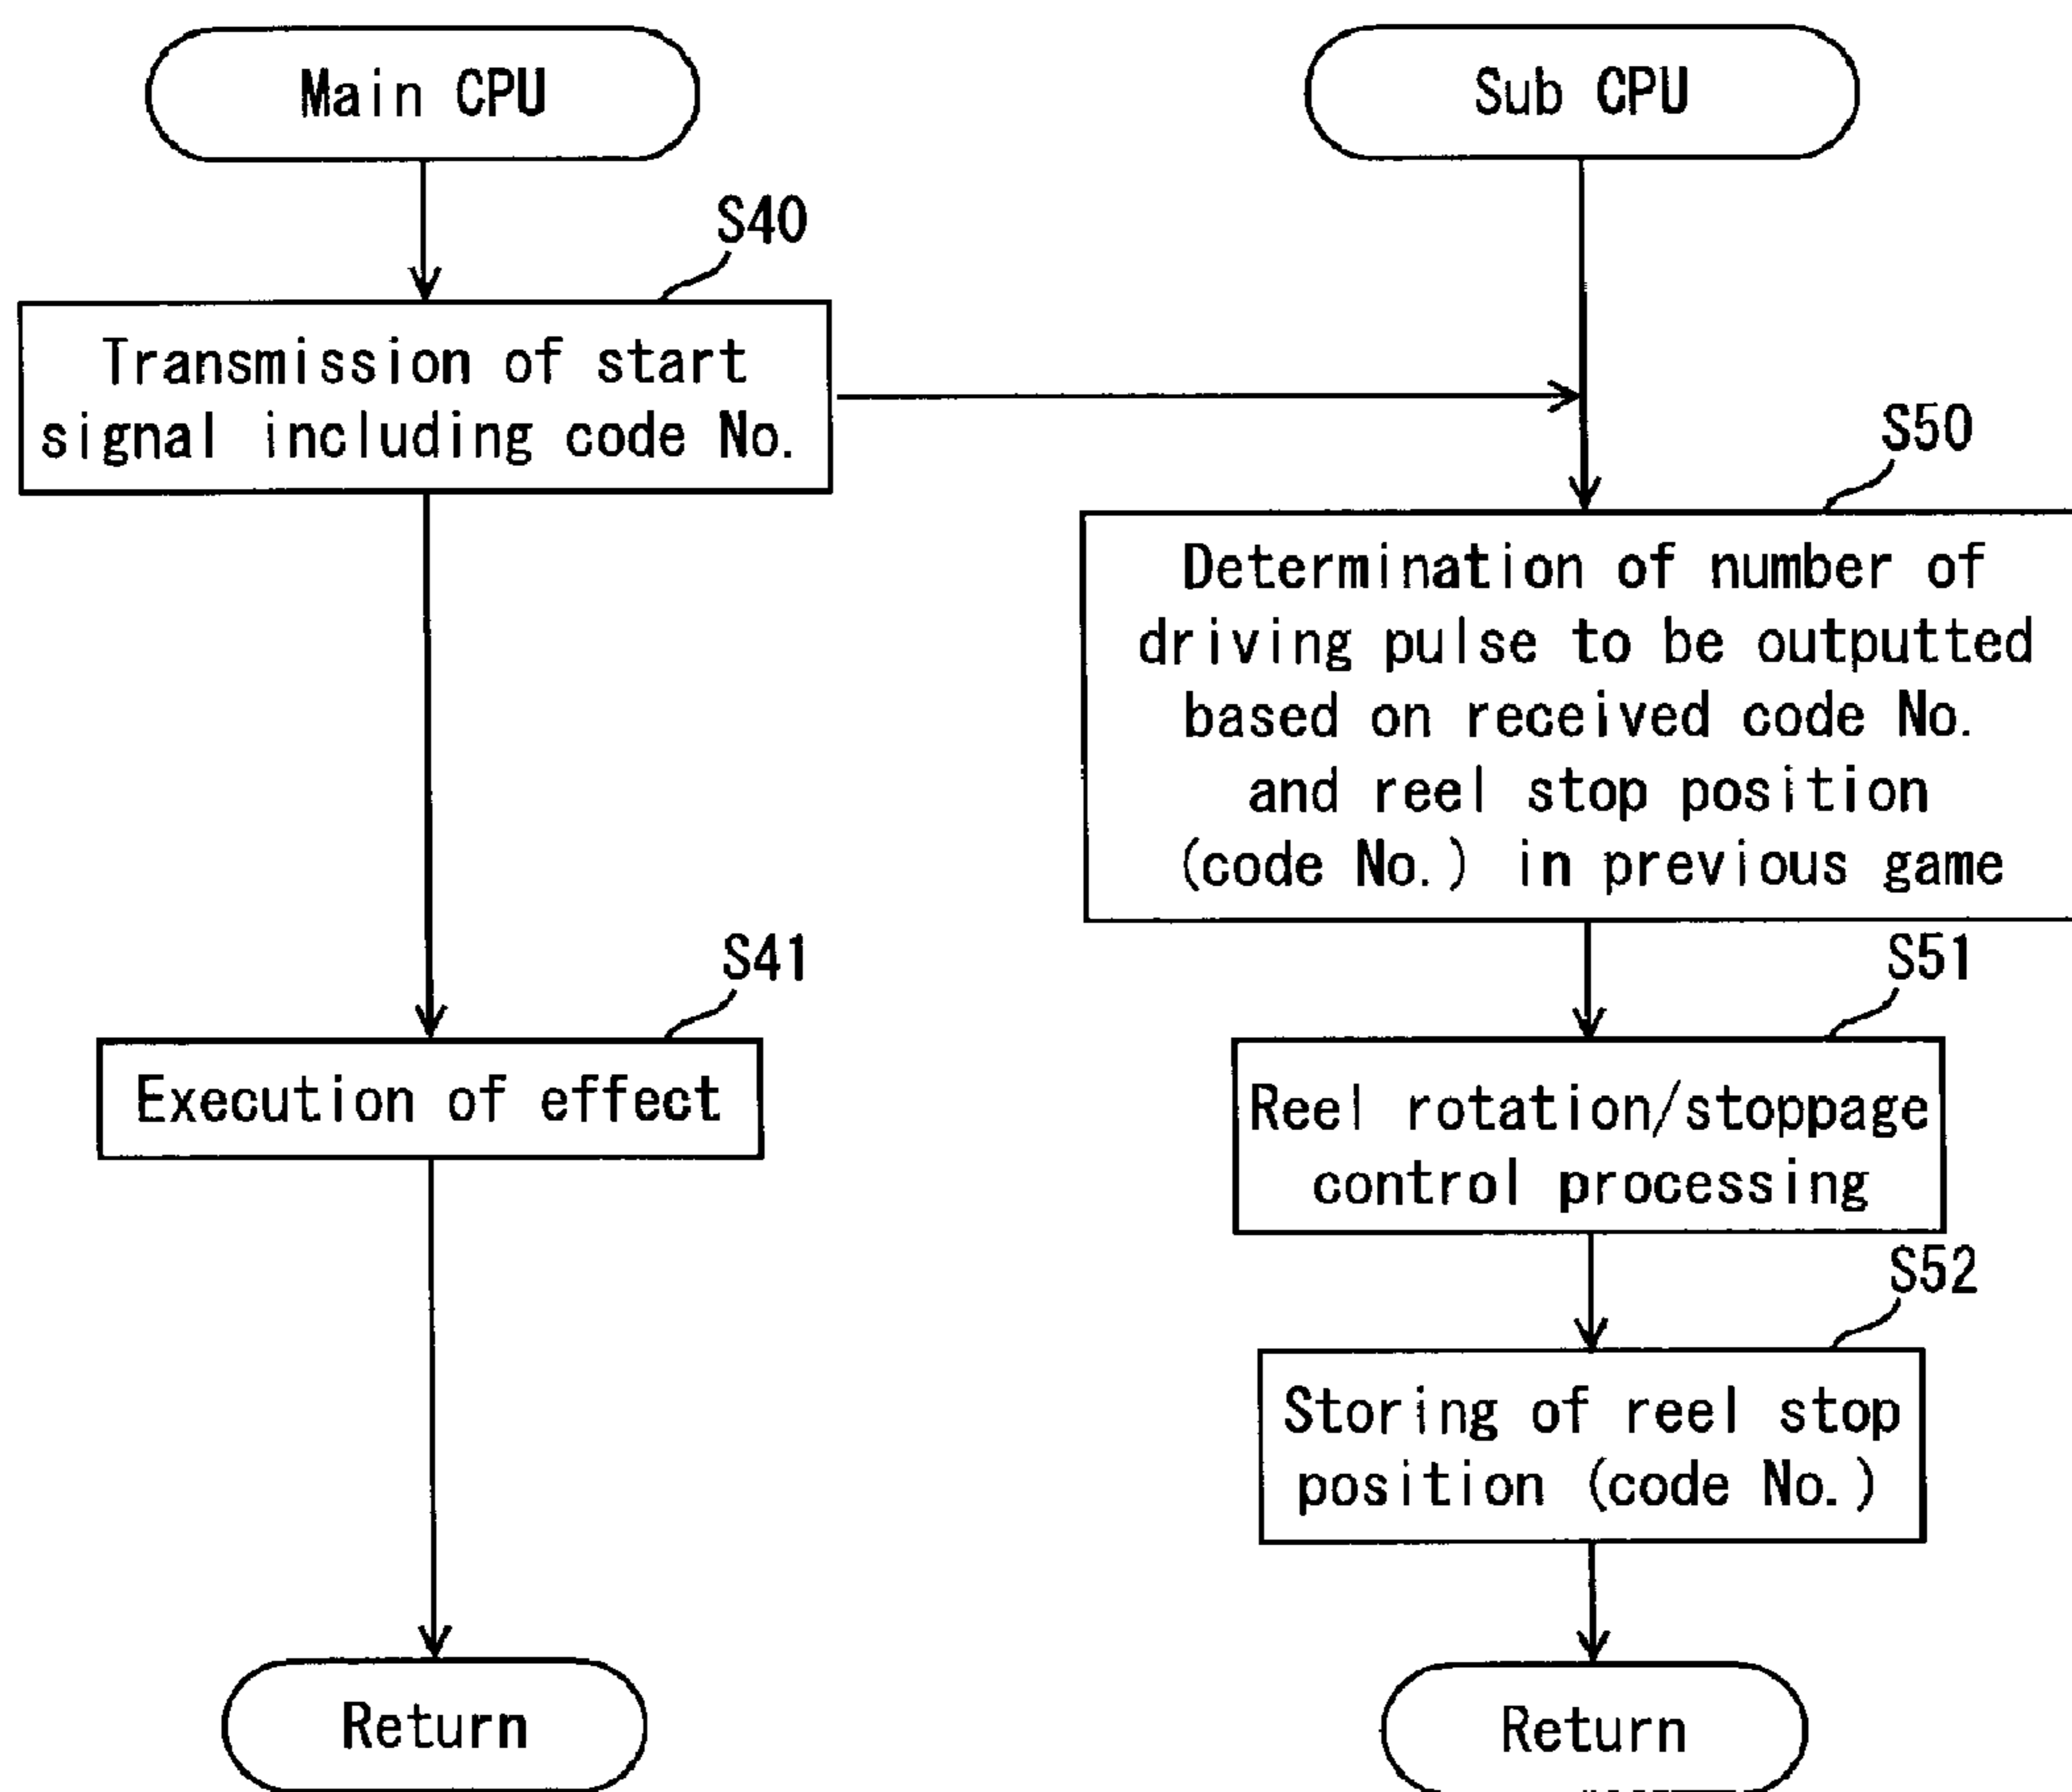 Main CPU
S40
Transmission of start
signal including code No.
S41
Execution of effect
Return
Sub CPU
S50
Determination of number of
driving pulse to be outputted
based on received code No.
and reel stop position
(code No.) in previous game
S51
Reel rotation/stoppage
control processing
S52
Storing of reel stop
position (code No.)
Return